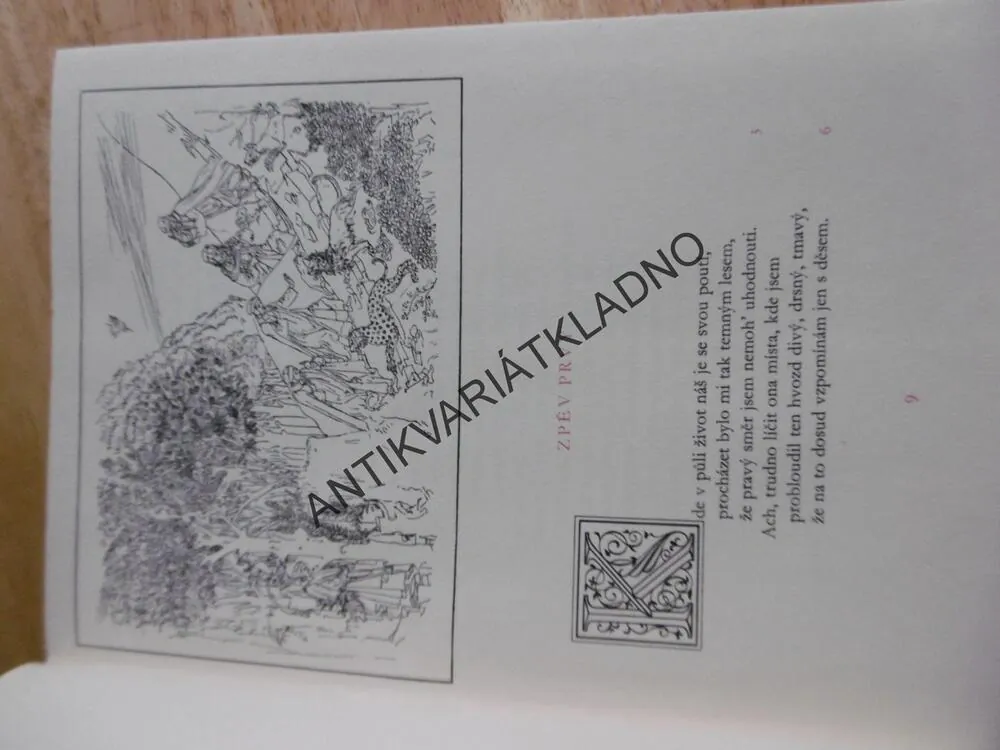 ZPĚV PRV
Kde v půli život náš je se svou poutí,
procházet bylo mi tak temným lesem,
že pravý směr jsem nemoh' uhodnouti. 3
Ach, trudno líčit ona místa, kde jsem
probloudil ten hvozd divý, drsný, tmavý,
že na to dosud vzpomínám jen s děsem. 6
9
ANTIKVARIÁTKLADNO